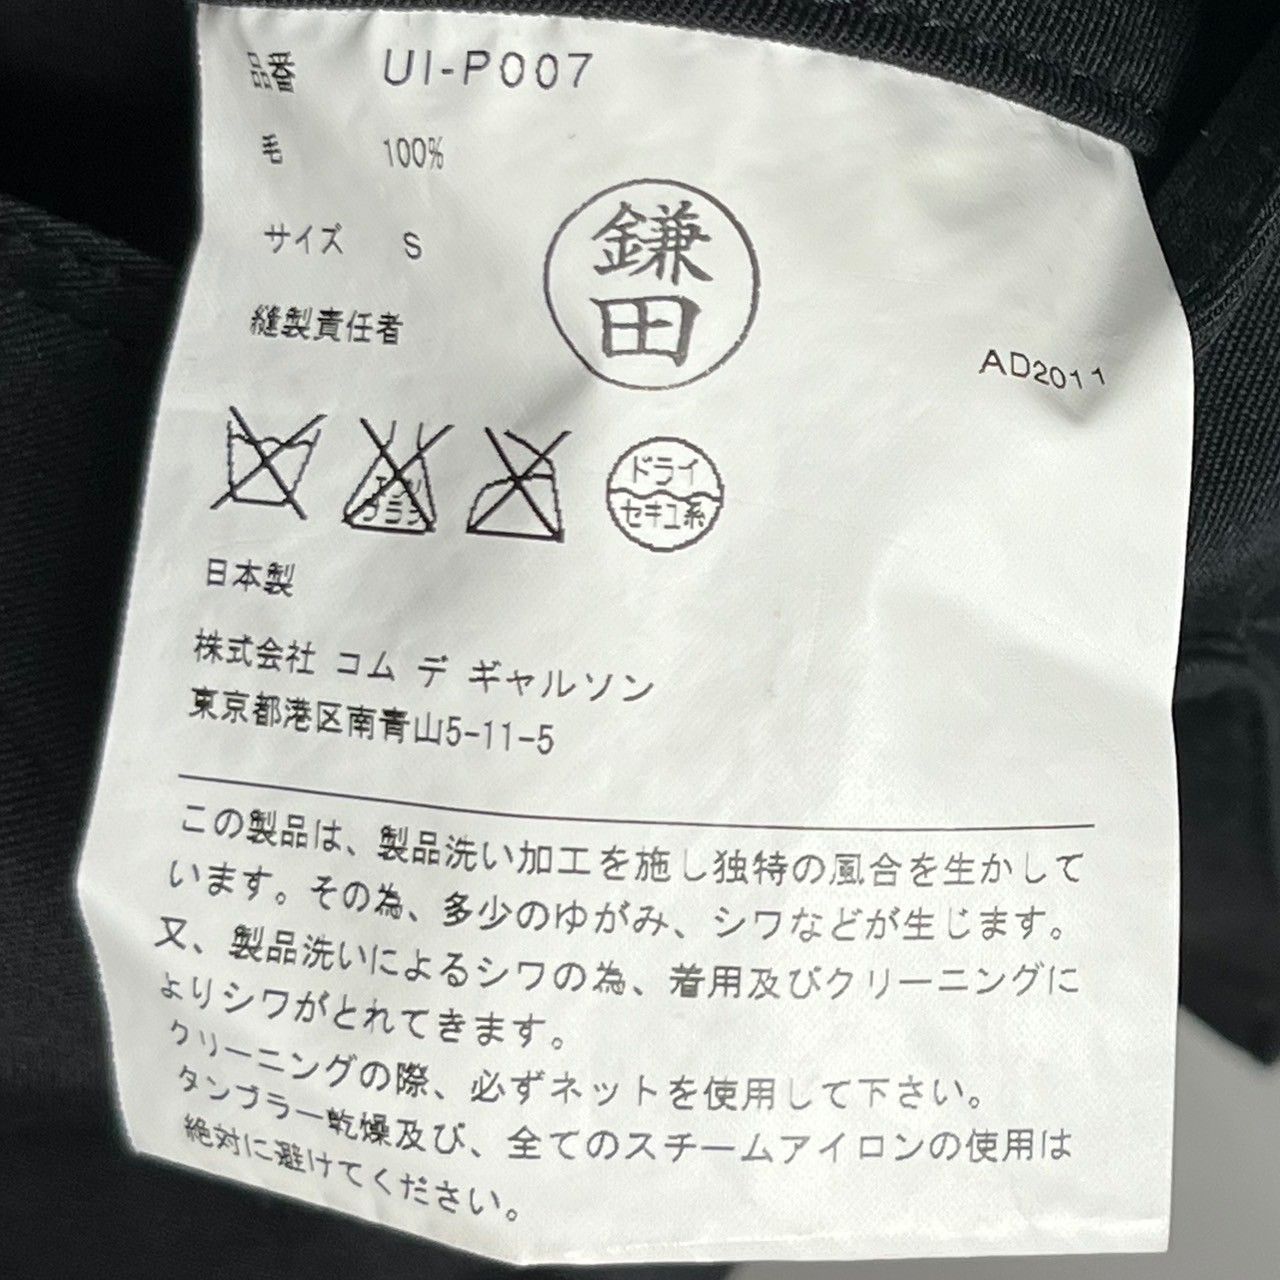 品番 UI-P007
毛 100%
サイズ S
縫製責任者
鎌
田
AD2011
エンソ
フラシ
ドライ
セキユ系
日本製
株式会社 コム デ ギャルソン
東京都港区南青山5-11-5
この製品は、製品洗い加工を施し独特の風合を生かして
います。その為、多少のゆがみ、シワなどが生じます。
又、製品洗いによるシワの為、着用及びクリーニングに
よりシワがとれてきます。
クリーニングの際、必ずネットを使用して下さい。
タンブラー乾燥及び、全てのスチームアイロンの使用は
絶対に避けてください。